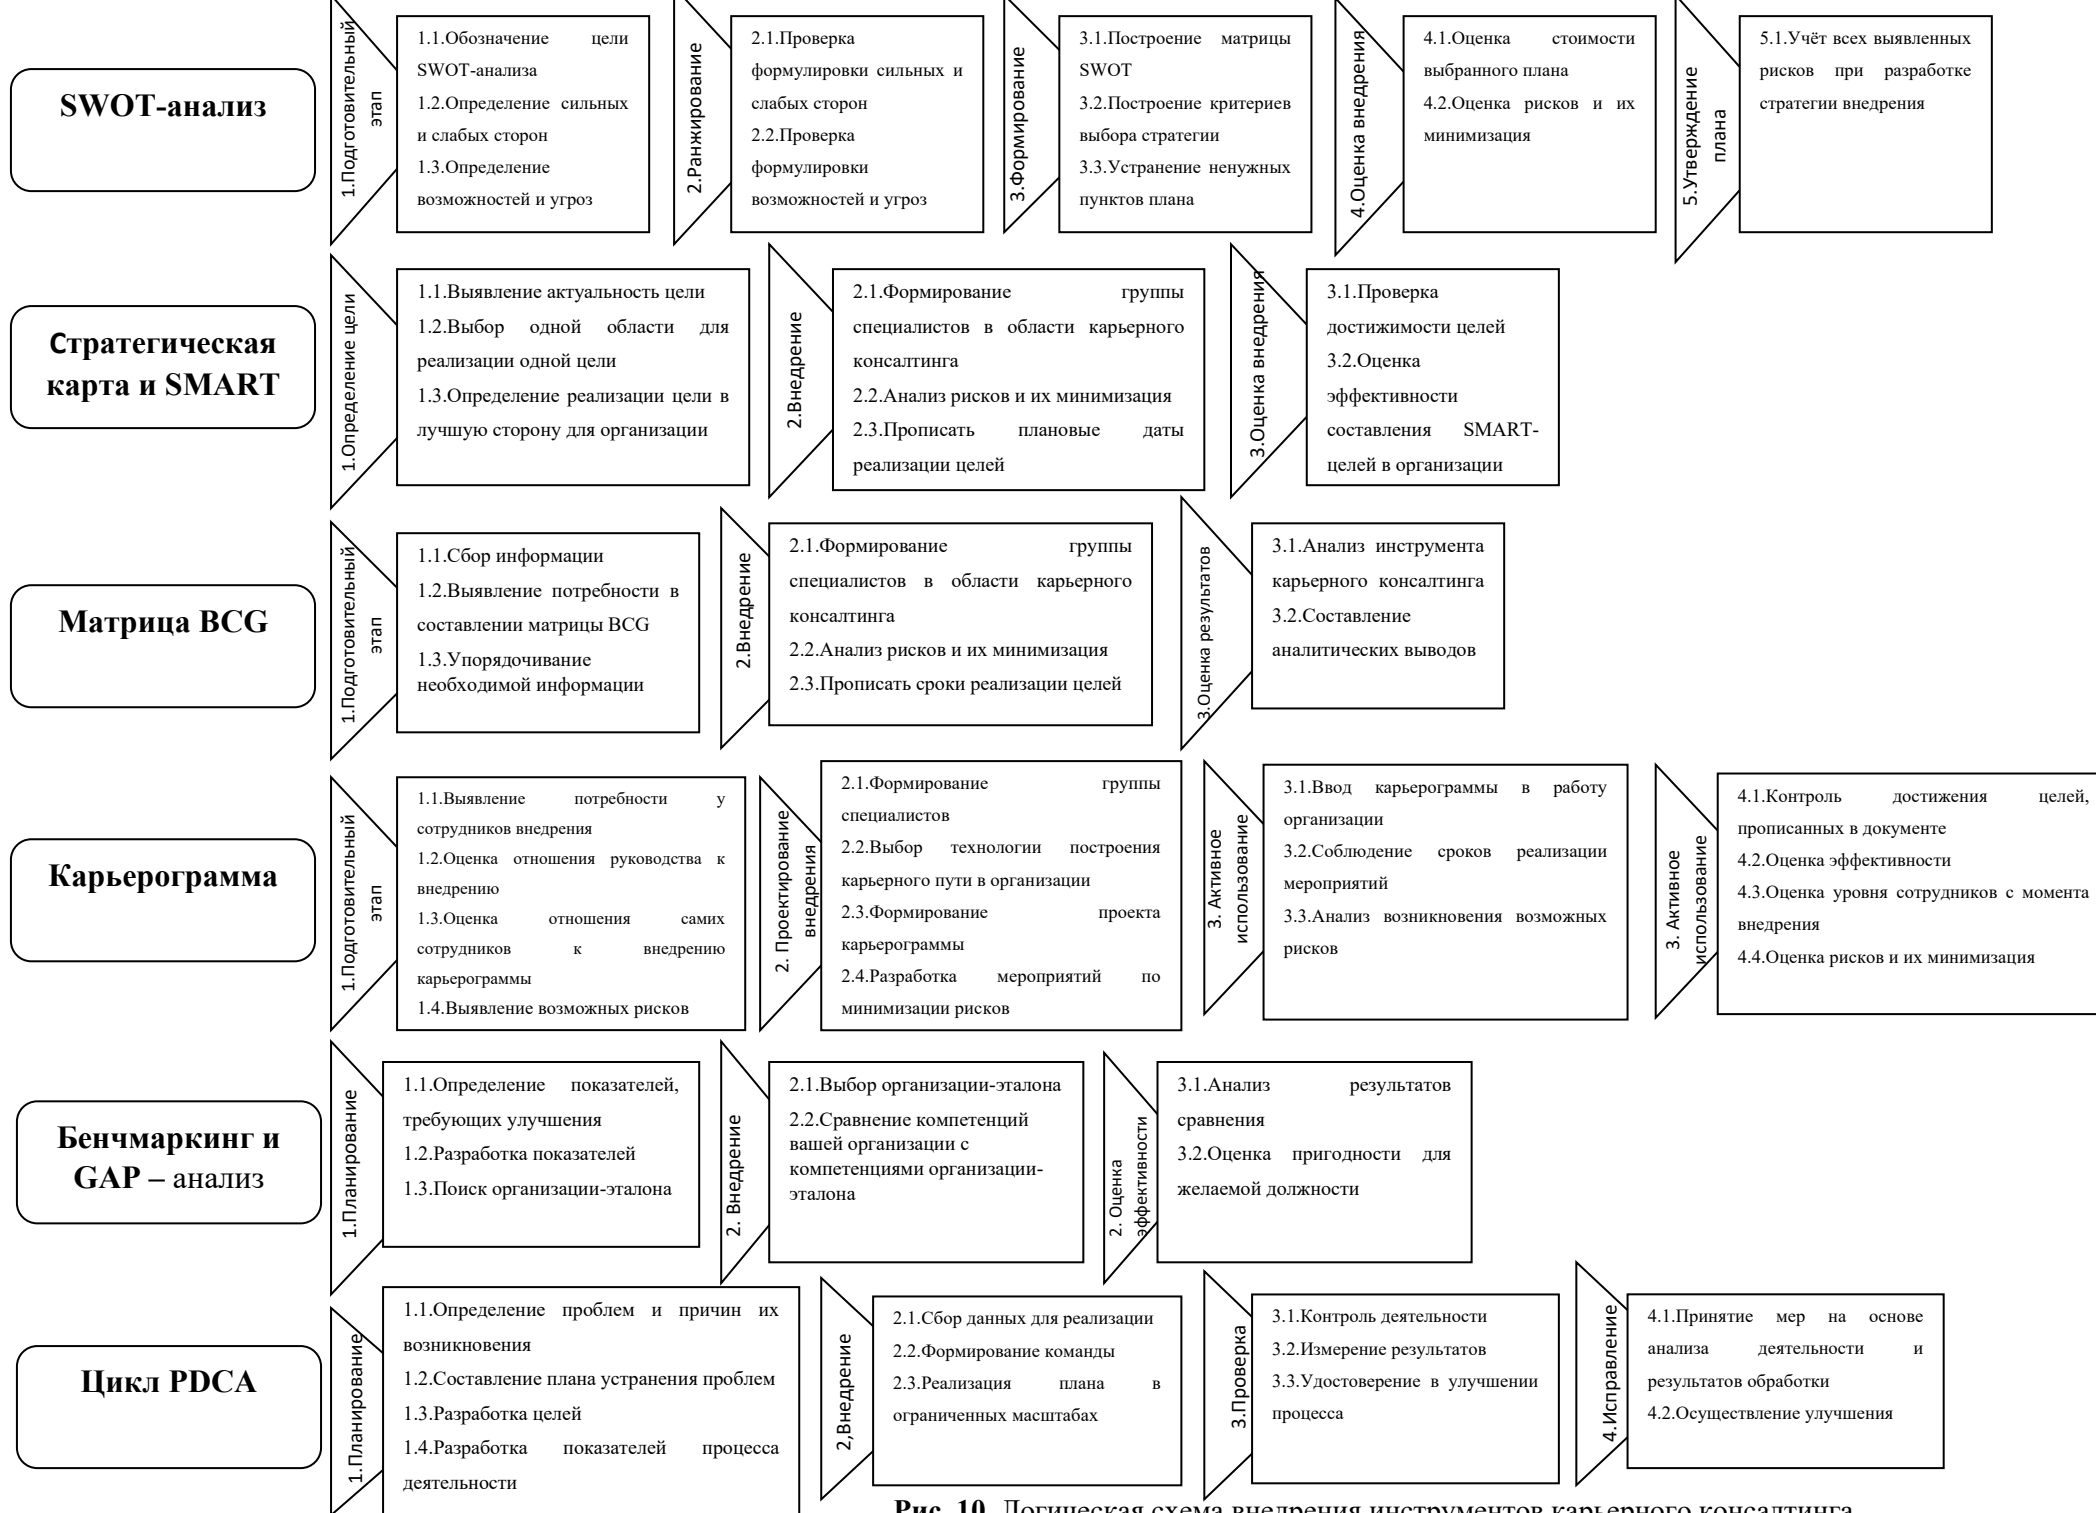 SWOT-анализ
1.Подготовительный
этап
1.1.Обозначение цели
SWOT-анализа
1.2.Определение сильных
и слабых сторон
1.3.Определение
возможностей и угроз
2.Ранжирование
2.1.Проверка
формулировки сильных и
слабых сторон
2.2.Проверка
формулировки
возможностей и угроз
3.Формирование
3.1.Построение матрицы
SWOT
3.2.Построение критериев
выбора стратегии
3.3.Устранение ненужных
пунктов плана
4.Оценка внедрения
4.1.Оценка стоимости
выбранного плана
4.2.Оценка рисков и их
минимизация
5.Утверждение
плана
5.1.Учёт всех выявленных
рисков при разработке
стратегии внедрения
Стратегическая
карта и SMART
1.Определение цели
1.1.Выявление актуальность цели
1.2.Выбор одной области для
реализации одной цели
1.3.Определение реализации цели в
лучшую сторону для организации
2.Внедрение
2.1.Формирование группы
специалистов в области карьерного
консалтинга
2.2.Анализ рисков и их минимизация
2.3.Прописать плановые даты
реализации целей
3.Оценка внедрения
3.1.Проверка
достижимости целей
3.2.Оценка
эффективности
составления SMART-
целей в организации
Матрица BCG
1.Подготовительный
этап
1.1.Сбор информации
1.2.Выявление потребности в
составлении матрицы BCG
1.3.Упорядочивание
необходимой информации
2.Внедрение
2.1.Формирование группы
специалистов в области карьерного
консалтинга
2.2.Анализ рисков и их минимизация
2.3.Прописать сроки реализации целей
3.Оценка результатов
3.1.Анализ инструмента
карьерного консалтинга
3.2.Составление
аналитических выводов
Карьерограмма
1.Подготовительный
этап
1.1.Выявление потребности у
сотрудников внедрения
1.2.Оценка отношения руководства к
внедрению
1.3.Оценка отношения самих
сотрудников к внедрению
карьерограммы
1.4.Выявление возможных рисков
2. Проектирование
внедрения
2.1.Формирование группы
специалистов
2.2.Выбор технологии построения
карьерного пути в организации
2.3.Формирование проекта
карьерограммы
2.4.Разработка мероприятий по
минимизации рисков
3. Активное
использование
3.1.Ввод карьерограммы в работу
организации
3.2.Соблюдение сроков реализации
мероприятий
3.3.Анализ возникновения возможных
рисков
3. Активное
использование
4.1.Контроль достижения целей,
прописанных в документе
4.2.Оценка эффективности
4.3.Оценка уровня сотрудников с момента
внедрения
4.4.Оценка рисков и их минимизация
Бенчмаркинг и
GAP – анализ
1.Планирование
1.1.Определение показателей,
требующих улучшения
1.2.Разработка показателей
1.3.Поиск организации-эталона
2. Внедрение
2.1.Выбор организации-эталона
2.2.Сравнение компетенций
вашей организации с
компетенциями организации-
эталона
2. Оценка
эффективности
3.1.Анализ результатов
сравнения
3.2.Оценка пригодности для
желаемой должности
Цикл PDCA
1.Планирование
1.1.Определение проблем и причин их
возникновения
1.2.Составление плана устранения проблем
1.3.Разработка целей
1.4.Разработка показателей процесса
деятельности
2,Внедрение
2.1.Сбор данных для реализации
2.2.Формирование команды
2.3.Реализация плана в
ограниченных масштабах
3.Проверка
3.1.Контроль деятельности
3.2.Измерение результатов
3.3.Удостоверение в улучшении
процесса
4.Исправление
4.1.Принятие мер на основе
анализа деятельности и
результатов обработки
4.2.Осуществление улучшения
Рис. 10. Логическая схема внедрения инструментов карьерного консалтинга